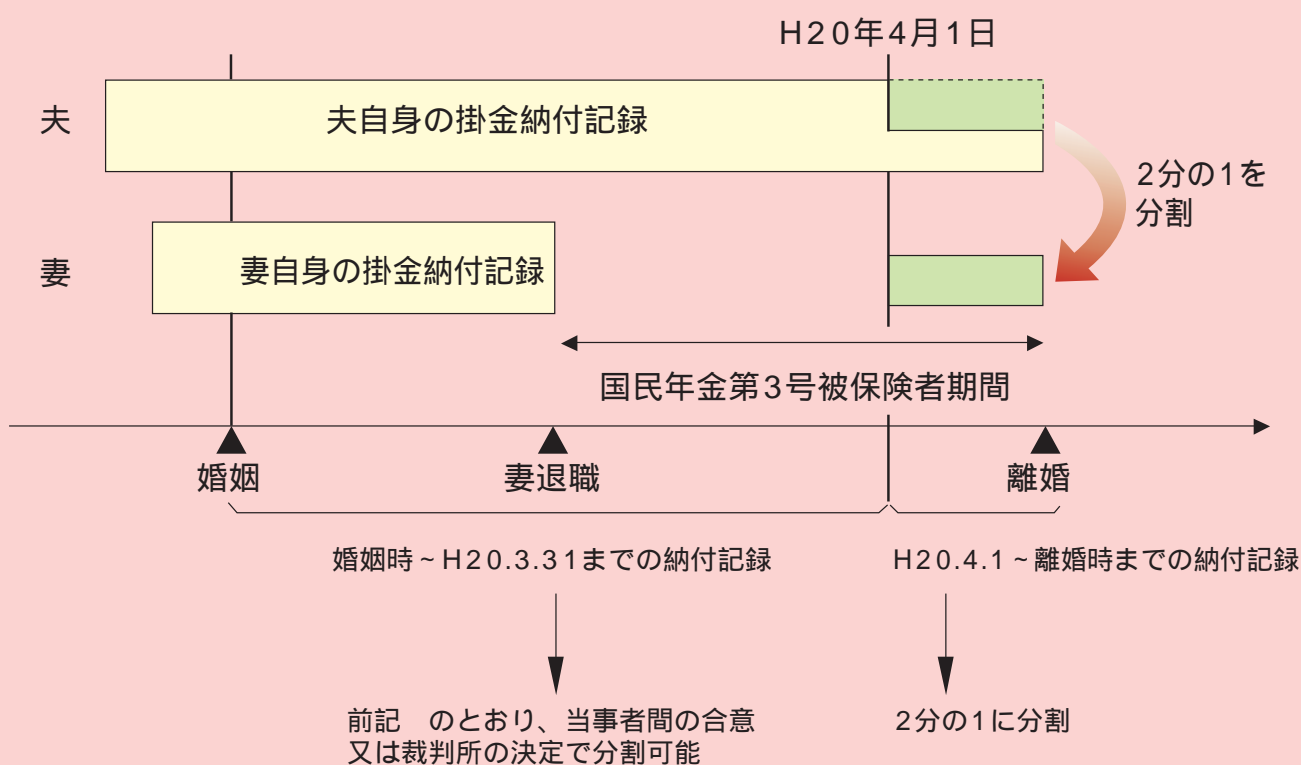 H20年4月1日
夫
夫自身の掛金納付記録
2分の1を
分割
妻
妻自身の掛金納付記録
国民年金第3号被保険者期間
婚姻
妻退職
離婚
婚姻時~H20.3.31までの納付記録
H20.4.1~離婚時までの納付記録
前記　のとおり、当事者間の合意
又は裁判所の決定で分割可能
2分の1に分割